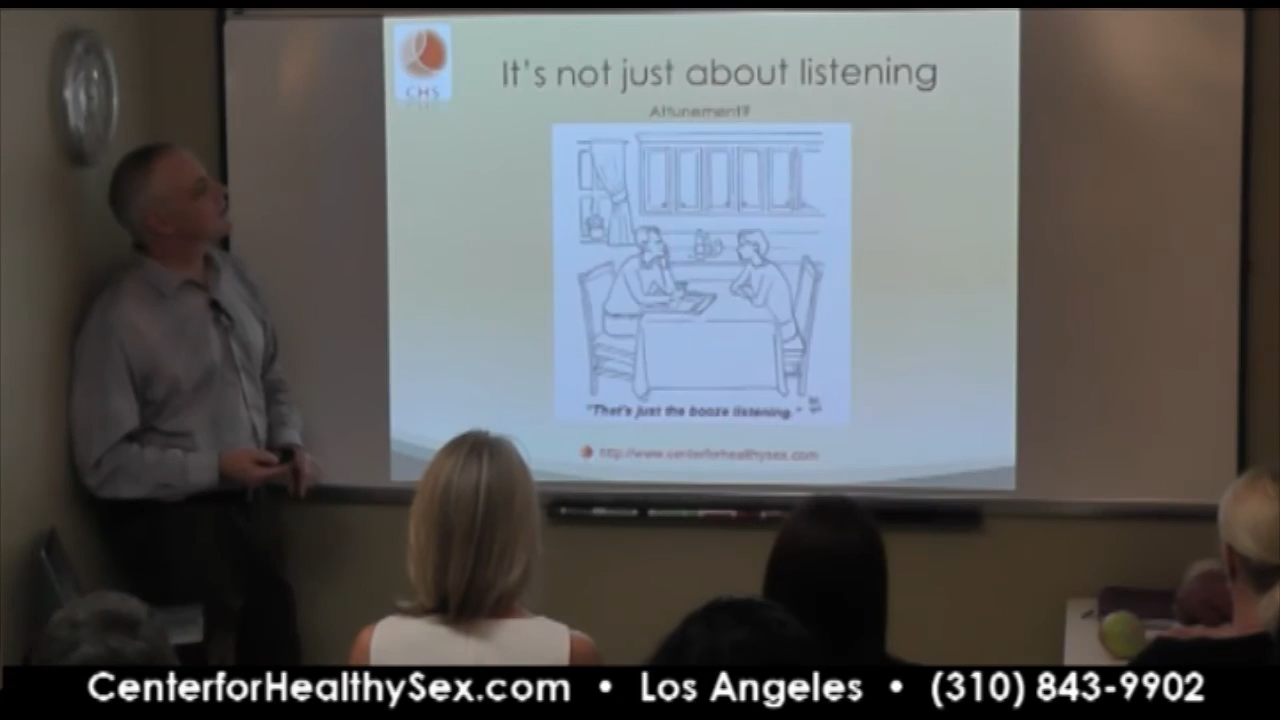 CHS
It's not just about listening
Attunement?
"That's just the booze listening."
http://www.centerforhealthysex.com
CenterforHealthySex.com • Los Angeles • (310) 843-9902